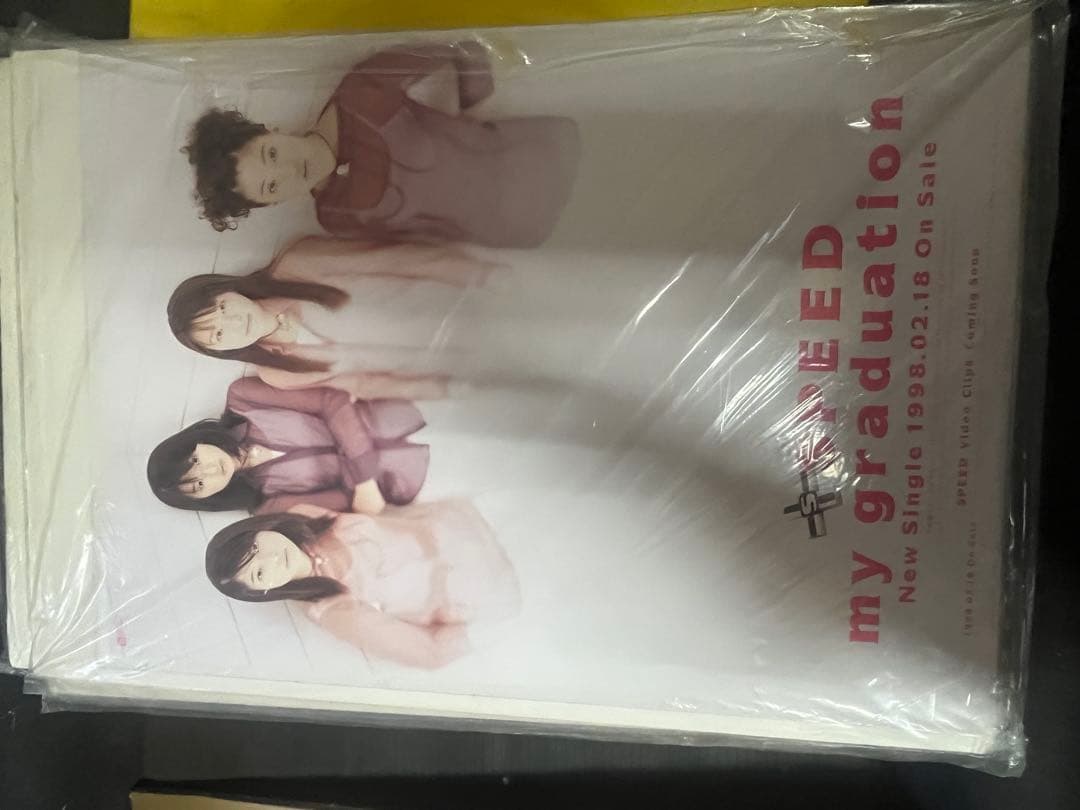 S
SPEED
my graduation
New Single 1998.02.18 On Sale
SPEED Video Clips Coming Soon